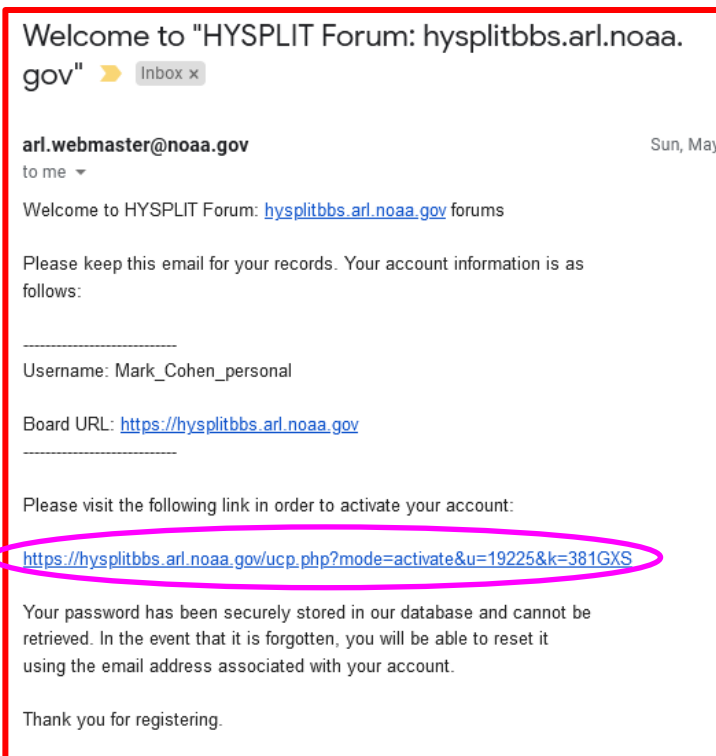 Welcome to "HYSPLIT Forum: hysplitbbs.arl.noaa.
gov" Inbox x
arl.webmaster@noaa.gov Sun, May
to me
Welcome to HYSPLIT Forum: hysplitbbs.arl.noaa.gov forums
Please keep this email for your records. Your account information is as
follows:
----------------------------
Username: Mark_Cohen_personal
Board URL: https://hysplitbbs.arl.noaa.gov
----------------------------
Please visit the following link in order to activate your account:
https://hysplitbbs.arl.noaa.gov/ucp.php?mode=activate&u=19225&k=381GXS
Your password has been securely stored in our database and cannot be
retrieved. In the event that it is forgotten, you will be able to reset it
using the email address associated with your account.
Thank you for registering.